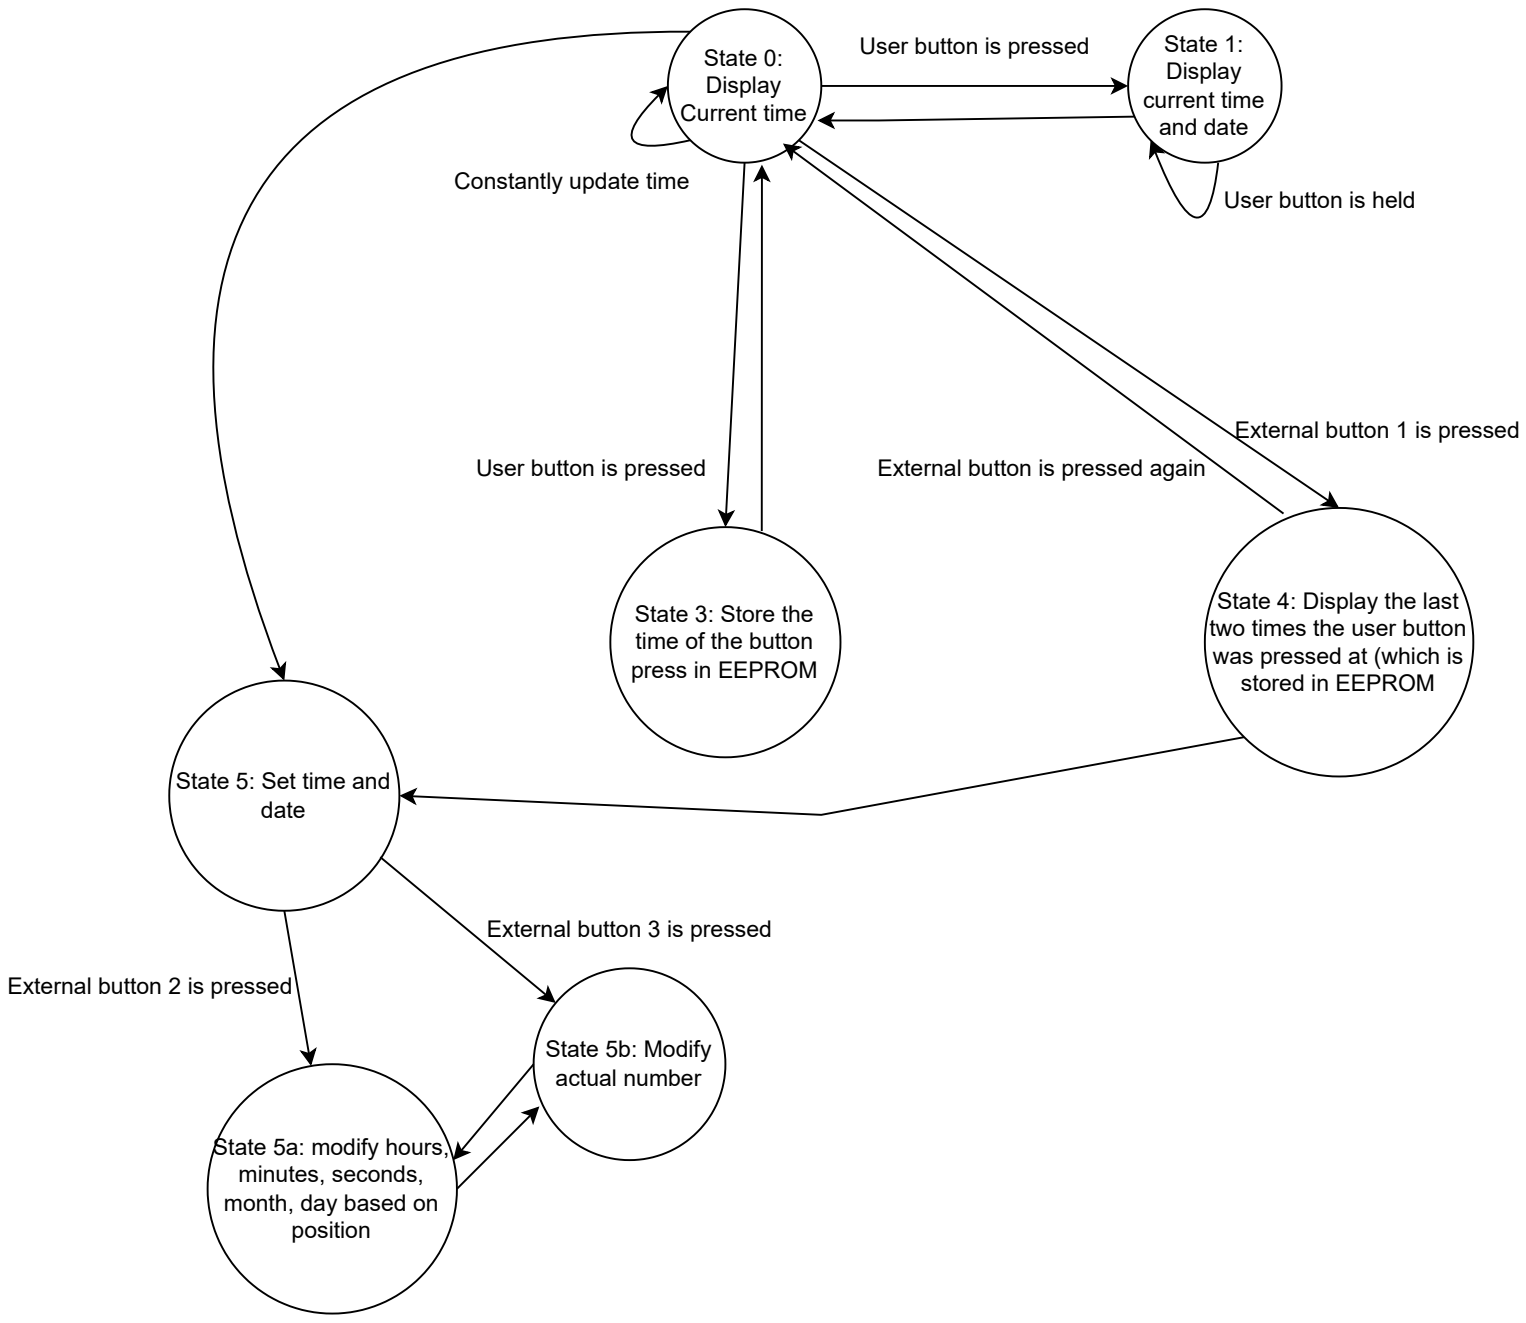 State 0:
Display
Current time
User button is pressed
State 1:
Display
current time
and date
Constantly update time
User button is held
External button 1 is pressed
User button is pressed
External button is pressed again
State 3: Store the
time of the button
press in EEPROM
State 4: Display the last
two times the user button
was pressed at (which is
stored in EEPROM
State 5: Set time and
date
External button 3 is pressed
External button 2 is pressed
State 5b: Modify
actual number
State 5a: modify hours,
minutes, seconds,
month, day based on
position